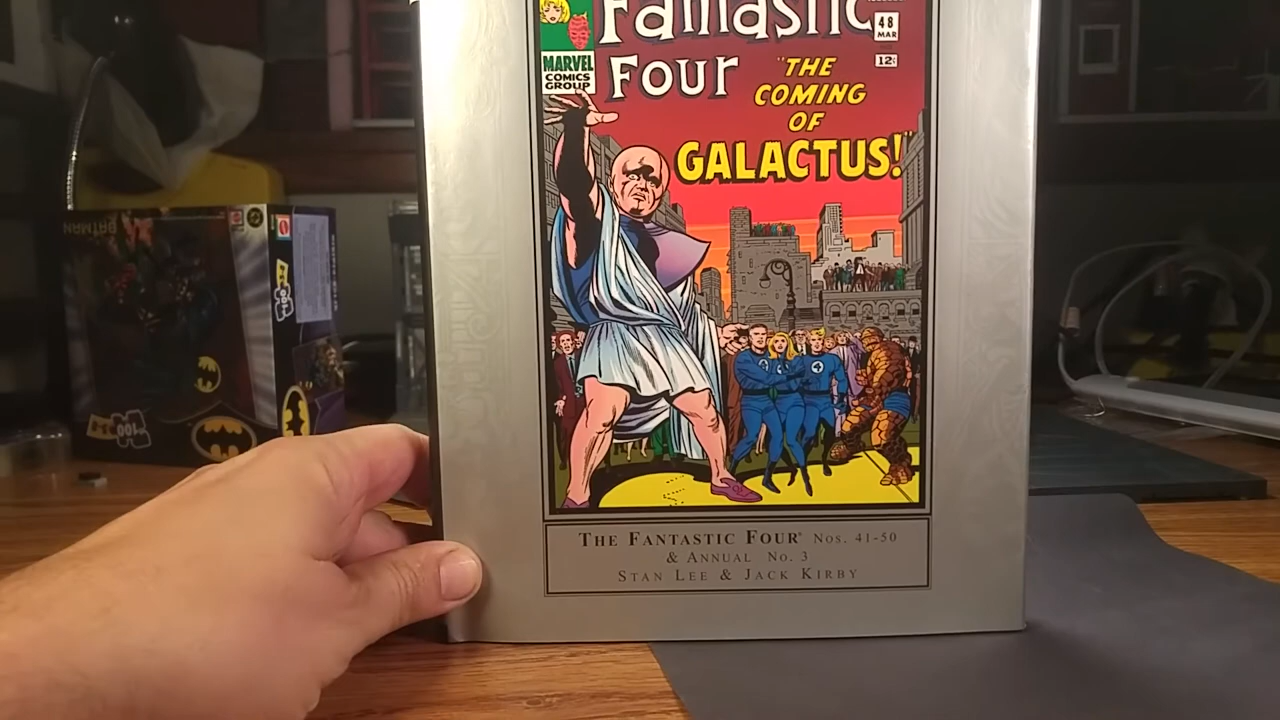 Fantastic
Four
48
MAR
12¢
MARVEL
COMICS
GROUP
"THE
COMING
OF
GALACTUS!"
THE FANTASTIC FOUR® Nos. 41-50
& ANNUAL No. 3
STAN LEE & JACK KIRBY
BATMAN
100
100